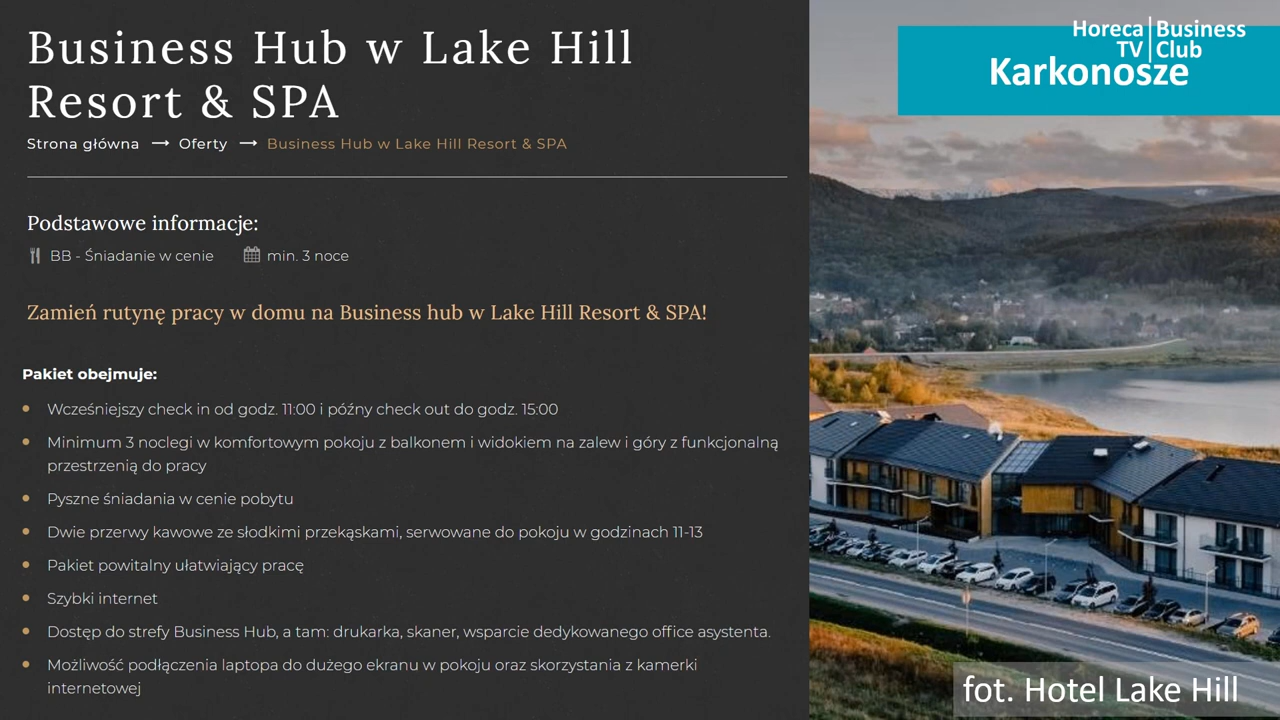 Business Hub w Lake Hill
Resort & SPA
Strona główna → Oferty → Business Hub w Lake Hill Resort & SPA
Podstawowe informacje:
BB - Śniadanie w cenie min. 3 noce
Zamień rutynę pracy w domu na Business hub w Lake Hill Resort & SPA!
Pakiet obejmuje:
Wcześniejszy check in od godz. 11:00 i późny check out do godz. 15:00
Minimum 3 noclegi w komfortowym pokoju z balkonem i widokiem na zalew i góry z funkcjonalną
przestrzenią do pracy
Pyszne śniadania w cenie pobytu
Dwie przerwy kawowe ze słodkimi przekąskami, serwowane do pokoju w godzinach 11-13
Pakiet powitalny ułatwiający pracę
Szybki internet
Dostęp do strefy Business Hub, a tam: drukarka, skaner, wsparcie dedykowanego office asystenta.
Możliwość podłączenia laptopa do dużego ekranu w pokoju oraz skorzystania z kamerki
internetowej
Horeca | Business
TV | Club
Karkonosze
fot. Hotel Lake Hill